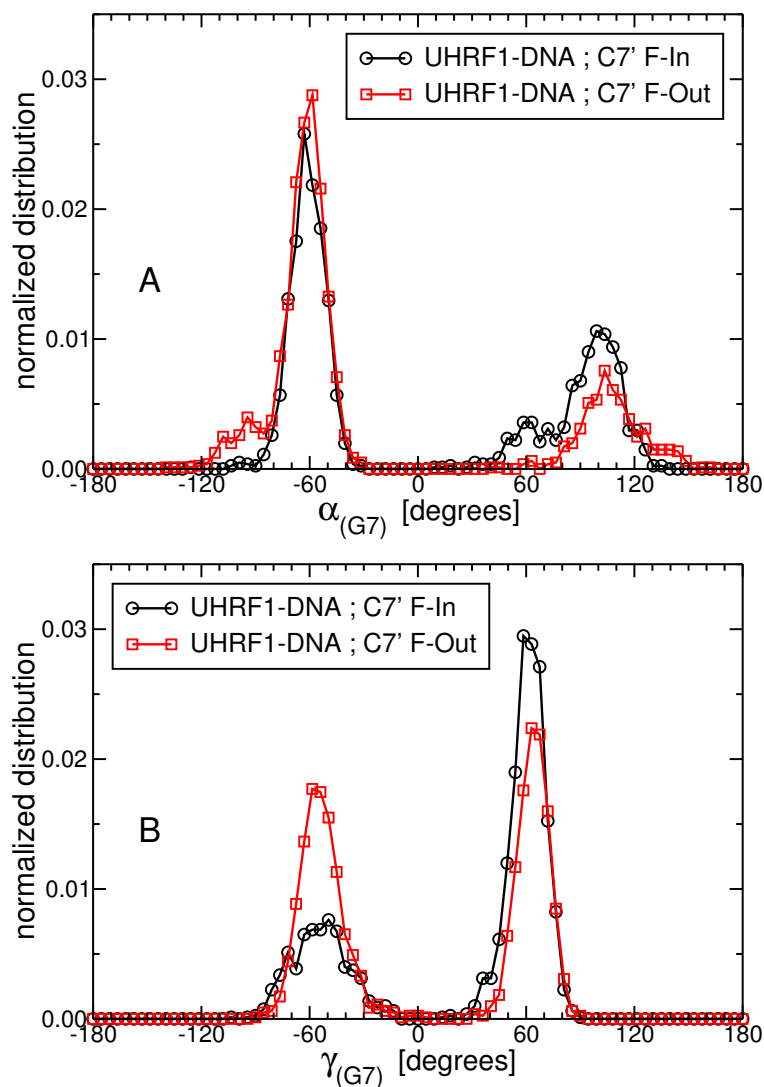 UHRF1-DNA ; C7' F-In
UHRF1-DNA ; C7' F-Out
normalized distribution
0.03
0.02
0.01
0.00
A
-180 -120 -60 0 60 120 180
α(G7) [degrees]
UHRF1-DNA ; C7' F-In
UHRF1-DNA ; C7' F-Out
normalized distribution
0.03
0.02
0.01
0.00
B
-180 -120 -60 0 60 120 180
γ(G7) [degrees]